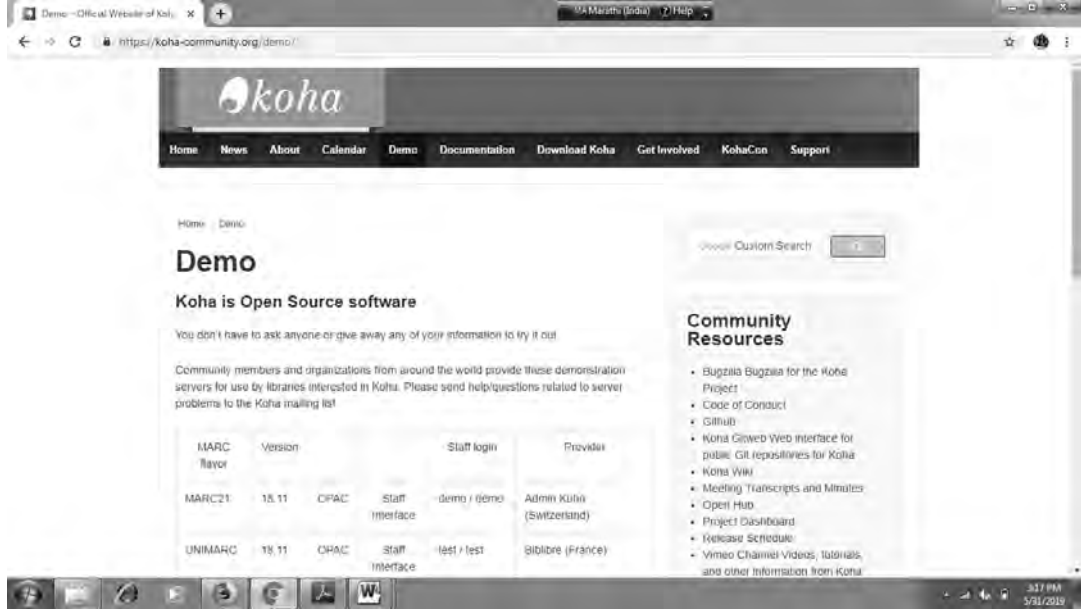 Demo – Official Website of Koha
MA Marathi (India) ? Help
https://koha-community.org/demo/
koha
Home News About Calendar Demo Documentation Download Koha Get Involved KohaCon Support
Home Demo
Demo
Koha is Open Source software
You don't have to ask anyone or give away any of your information to try it out
Community members and organizations from around the world provide these demonstration
servers for use by libraries interested in Koha. Please send help/questions related to server
problems to the Koha mailing list
MARC flavor Version Staff login Provider
MARC21 18.11 OPAC Staff Interface demo / demo Admin Kuhn (Switzerland)
UNIMARC 18.11 OPAC Staff Interface test / test Biblibre (France)
Custom Search
Community
Resources
• Bugzilla Bugzilla for the Koha
Project
• Code of Conduct
• Github
• Koha Gitweb Web interface for
public Git repositories for Koha
• Koha Wiki
• Meeting Transcripts and Minutes
• Open Hub
• Project Dashboard
• Release Schedule
• Vimeo Channel Videos, tutorials,
and other information from Koha
3:17 PM
5/31/2019